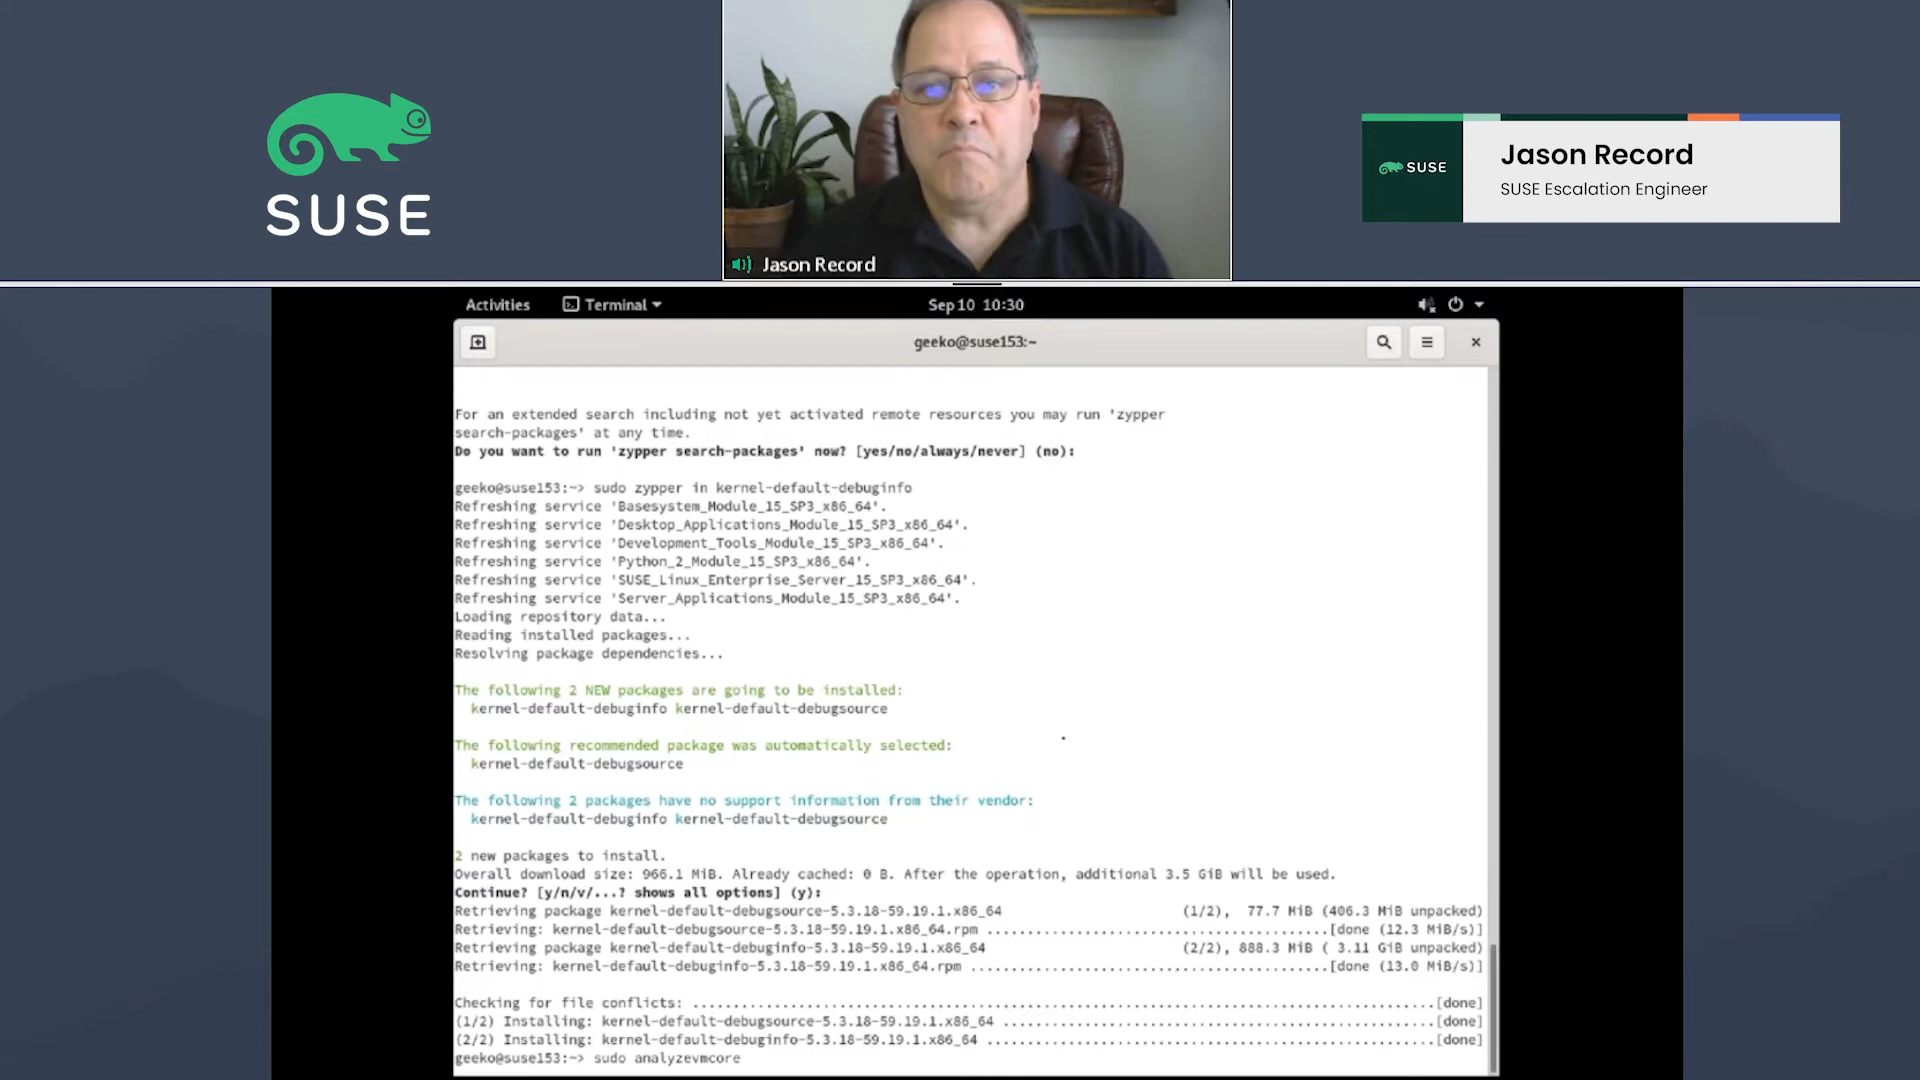 SUSE
Jason Record
SUSE
Jason Record
SUSE Escalation Engineer
Activities
Terminal
Sep 10 10:30
geeko@suse153:~
For an extended search including not yet activated remote resources you may run 'zypper
search-packages' at any time.
Do you want to run 'zypper search-packages' now? [yes/no/always/never] (no):
geeko@suse153:~> sudo zypper in kernel-default-debuginfo
Refreshing service 'Basesystem_Module_15_SP3_x86_64'.
Refreshing service 'Desktop_Applications_Module_15_SP3_x86_64'.
Refreshing service 'Development_Tools_Module_15_SP3_x86_64'.
Refreshing service 'Python_2_Module_15_SP3_x86_64'.
Refreshing service 'SUSE_Linux_Enterprise_Server_15_SP3_x86_64'.
Refreshing service 'Server_Applications_Module_15_SP3_x86_64'.
Loading repository data...
Reading installed packages...
Resolving package dependencies...
The following 2 NEW packages are going to be installed:
kernel-default-debuginfo kernel-default-debugsource
The following recommended package was automatically selected:
kernel-default-debugsource
The following 2 packages have no support information from their vendor:
kernel-default-debuginfo kernel-default-debugsource
2 new packages to install.
Overall download size: 966.1 MiB. Already cached: 0 B. After the operation, additional 3.5 GiB will be used.
Continue? [y/n/v/...? shows all options] (y):
Retrieving package kernel-default-debugsource-5.3.18-59.19.1.x86_64 (1/2), 77.7 MiB (406.3 MiB unpacked)
Retrieving: kernel-default-debugsource-5.3.18-59.19.1.x86_64.rpm ..........................................[done (12.3 MiB/s)]
Retrieving package kernel-default-debuginfo-5.3.18-59.19.1.x86_64 (2/2), 888.3 MiB ( 3.11 GiB unpacked)
Retrieving: kernel-default-debuginfo-5.3.18-59.19.1.x86_64.rpm ............................................[done (13.0 MiB/s)]
Checking for file conflicts: ...........................................................................................[done]
(1/2) Installing: kernel-default-debugsource-5.3.18-59.19.1.x86_64 .....................................................[done]
(2/2) Installing: kernel-default-debuginfo-5.3.18-59.19.1.x86_64 .......................................................[done]
geeko@suse153:~> sudo analyzevmcore